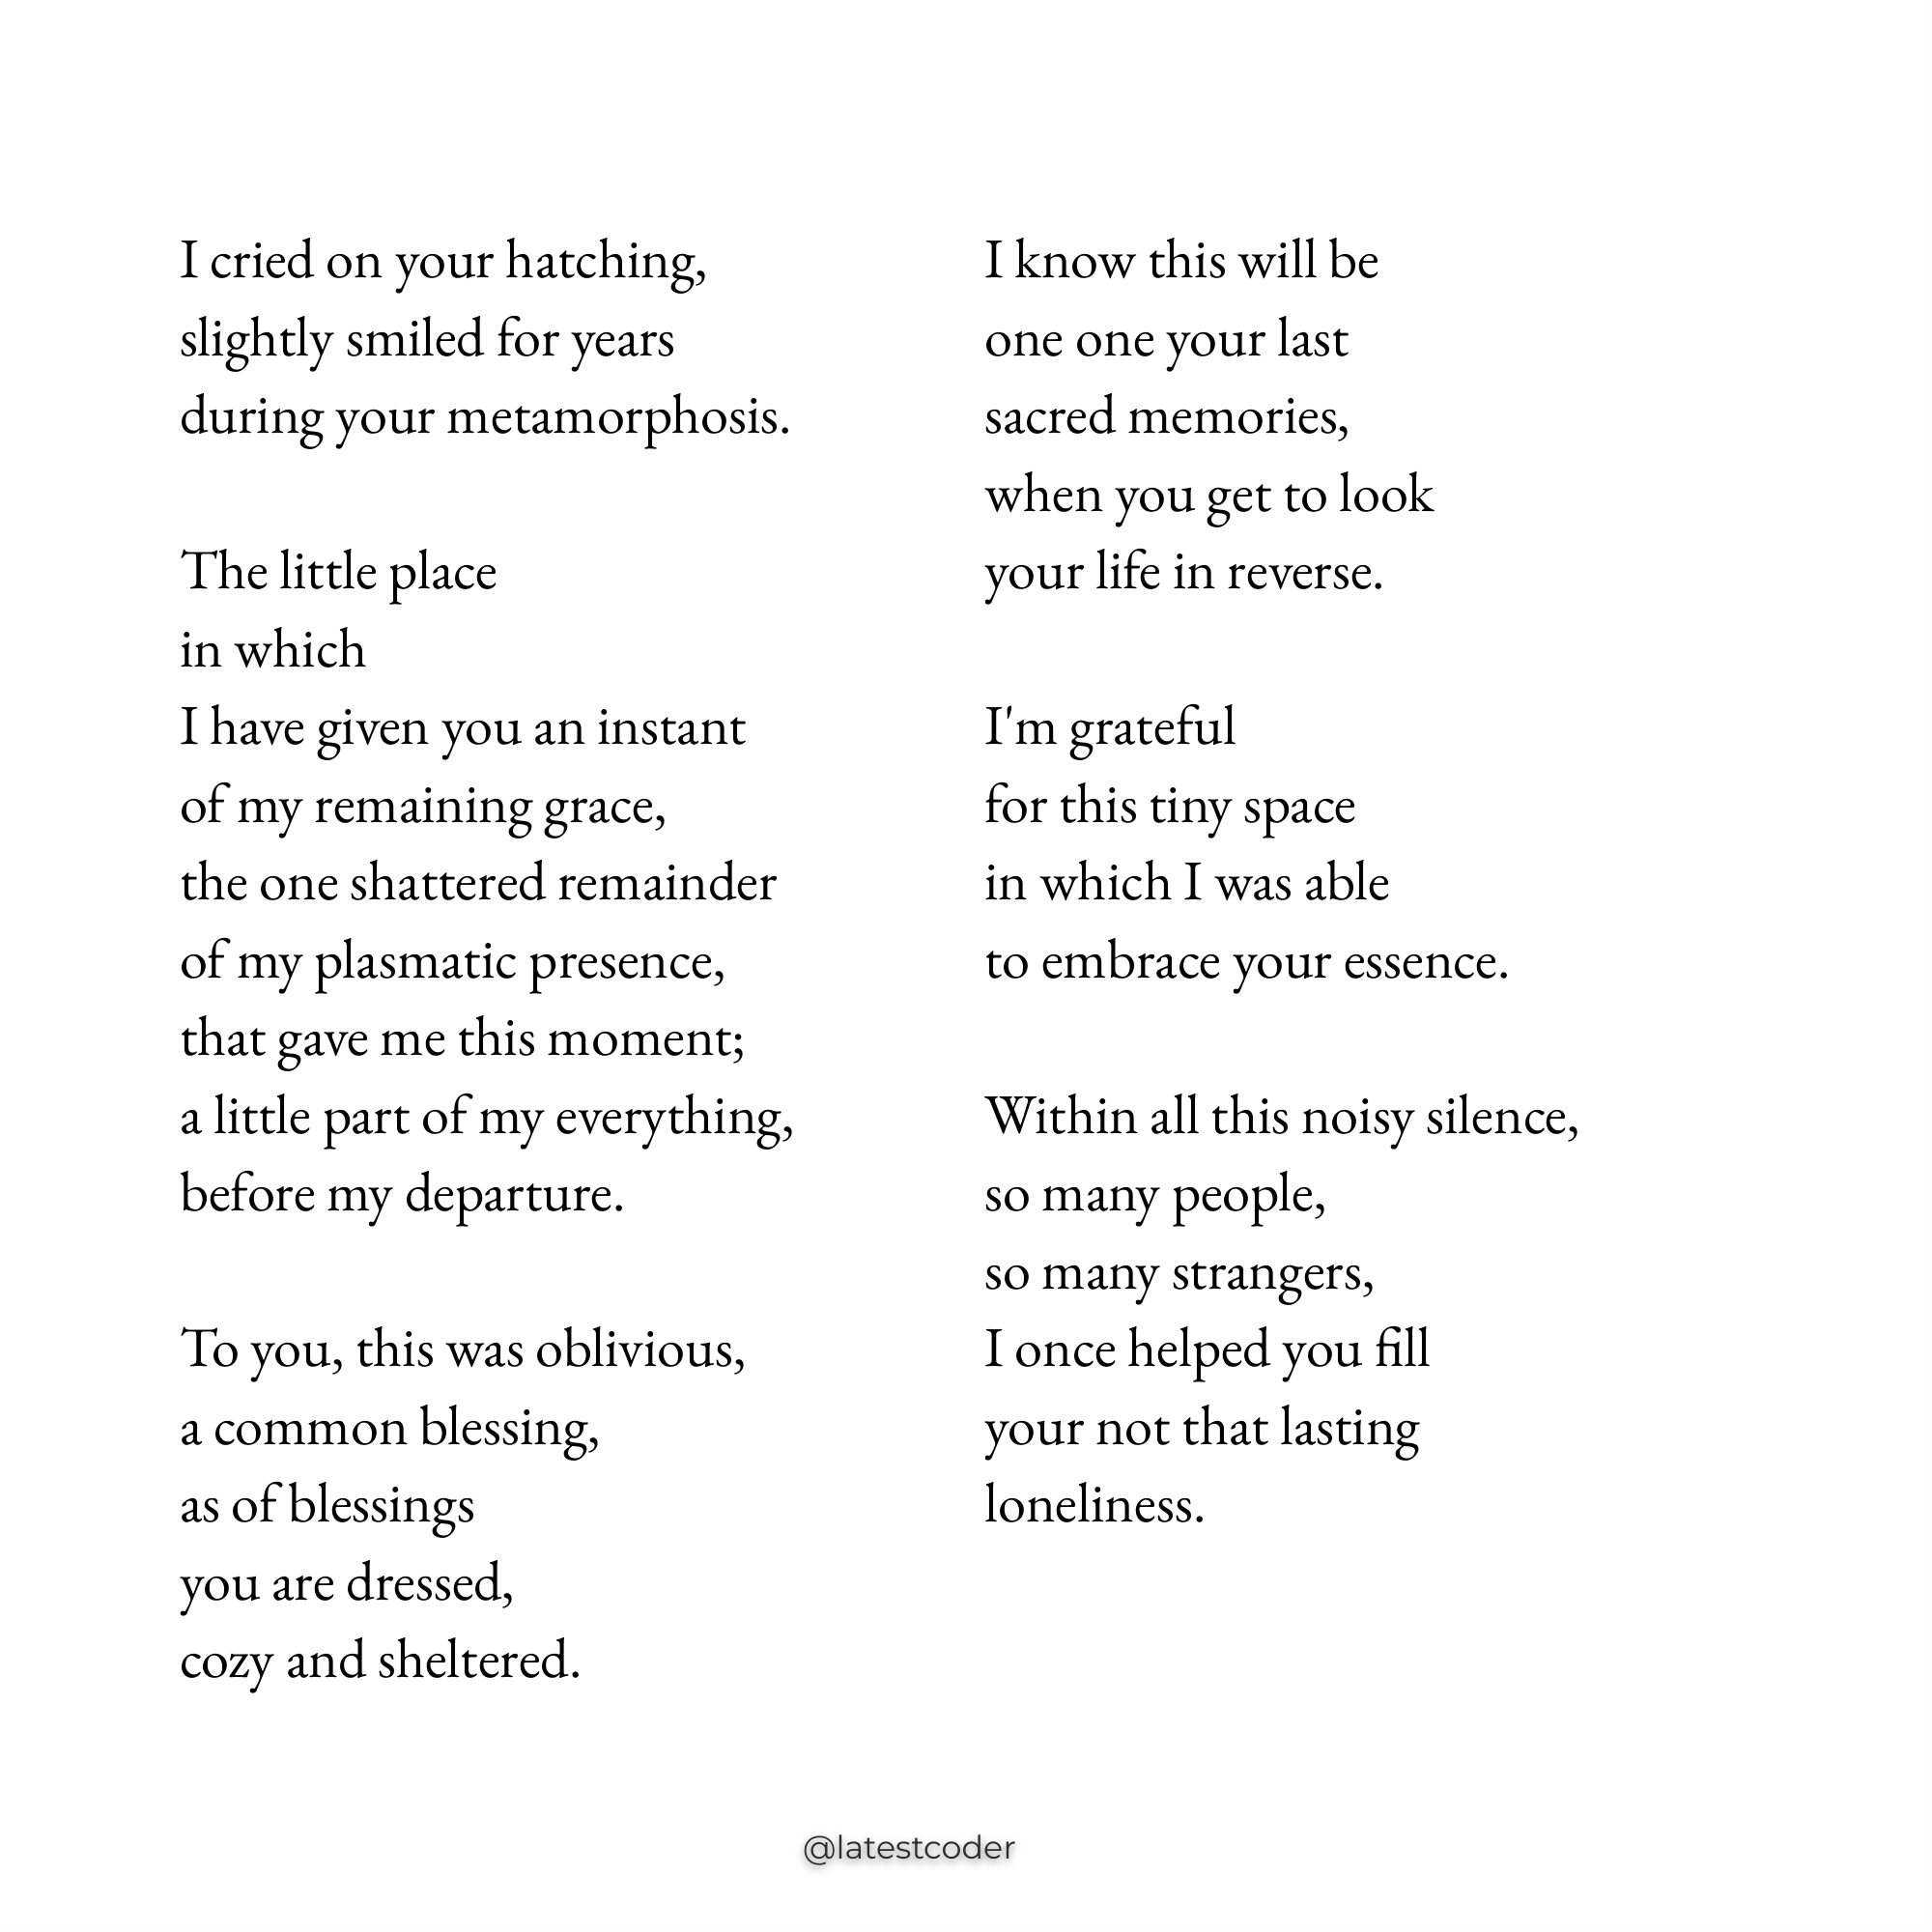 I cried on your hatching,
slightly smiled for years
during your metamorphosis.
The little place
in which
I have given you an instant
of my remaining grace,
the one shattered remainder
of my plasmatic presence,
that gave me this moment;
a little part of my everything,
before my departure.
To you, this was oblivious,
a common blessing,
as of blessings
you are dressed,
cozy and sheltered.
I know this will be
one one your last
sacred memories,
when you get to look
your life in reverse.
I'm grateful
for this tiny space
in which I was able
to embrace your essence.
Within all this noisy silence,
so many people,
so many strangers,
I once helped you fill
your not that lasting
loneliness.
@latestcoder